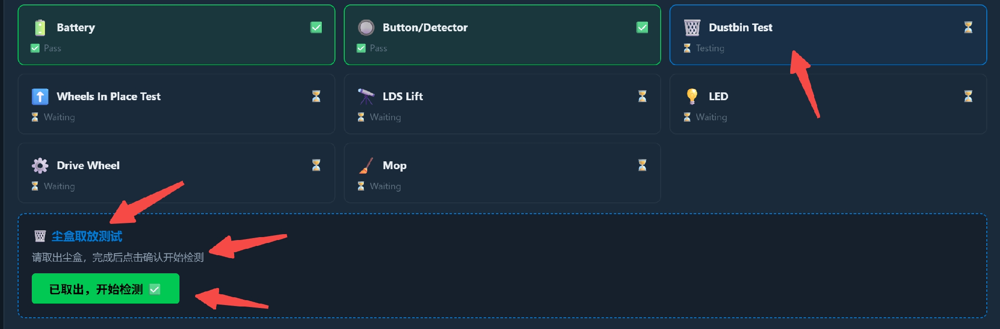 Battery
Pass
Button/Detector
Pass
Dustbin Test
Testing
Wheels In Place Test
Waiting
LDS Lift
Waiting
LED
Waiting
Drive Wheel
Waiting
Mop
Waiting
尘盒取放测试
请取出尘盒，完成后点击确认开始检测
已取出，开始检测